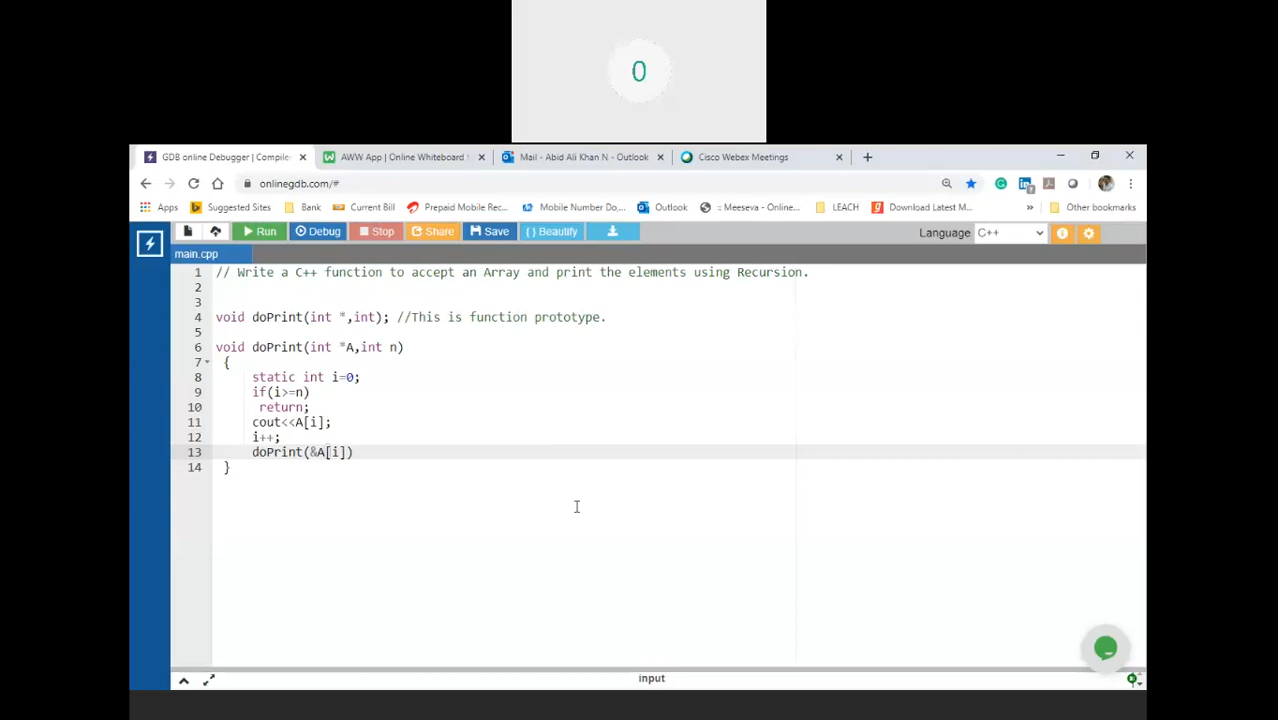 0
GDB online Debugger | Compiler
AWW App | Online Whiteboard
Mail - Abid Ali Khan N - Outlook
Cisco Webex Meetings
onlinegdb.com/#
Apps
Suggested Sites
Bank
Current Bill
Prepaid Mobile Rec...
Mobile Number Do,...
Outlook
:: Meeseva - Online...
LEACH
Download Latest M...
»
Other bookmarks
Run
Debug
Stop
Share
Save
{ } Beautify
Language
C++
main.cpp
1 // Write a C++ function to accept an Array and print the elements using Recursion.
2
3
4 void doPrint(int *,int); //This is function prototype.
5
6 void doPrint(int *A,int n)
7 {
8 static int i=0;
9 if(i>=n)
10 return;
11 cout<<A[i];
12 i++;
13 doPrint(&A[i])
14 }
input